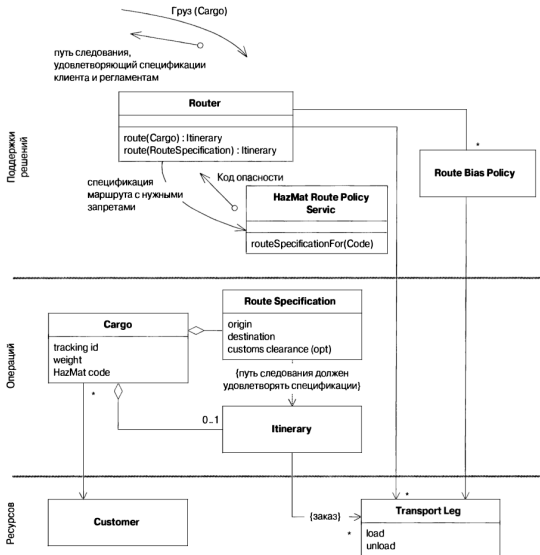 Груз (Cargo)
путь следования,
удовлетворяющий спецификации
клиента и регламентам
Router
route(Cargo) : Itinerary
route(RouteSpecification) : Itinerary
Поддержки
решений
*
Route Bias Policy
спецификация
маршрута с нужными
запретами
Код опасности
HazMat Route Policy
Servic
routeSpecificationFor(Code)
Операций
Route Specification
origin
destination
customs clearance (opt)
Cargo
tracking id
weight
HazMat code
{путь следования должен
удовлетворять спецификации}
*
0..1
Itinerary
Ресурсов
Customer
{заказ}
*
*
Transport Leg
load
unload